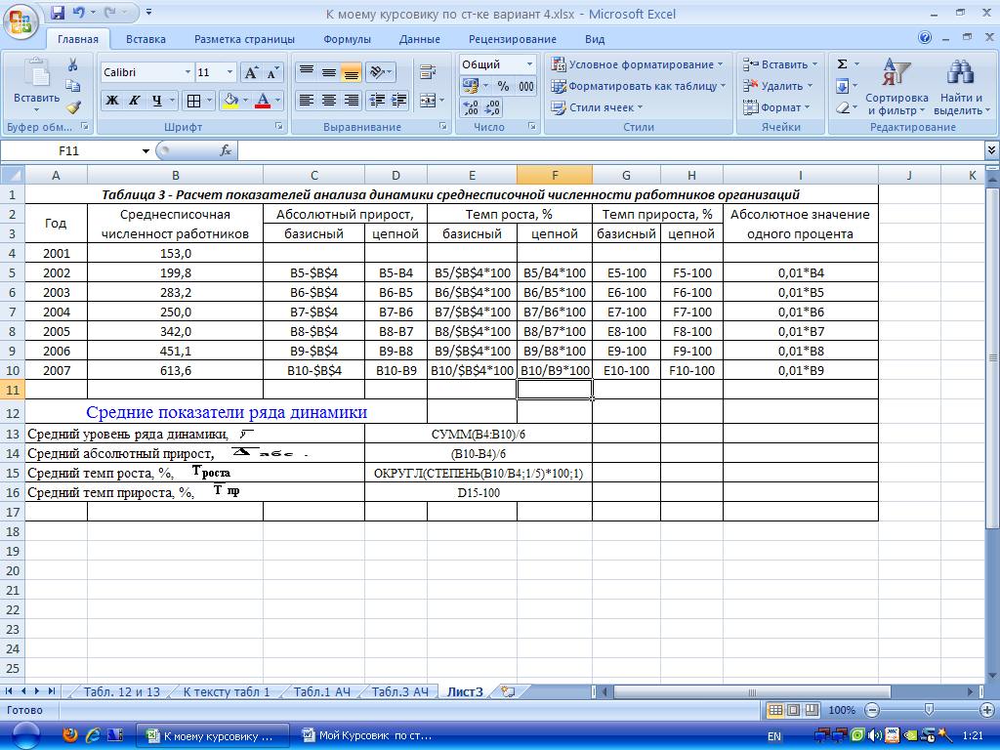 К моему курсовику по ст-ке вариант 4.xlsx - Microsoft Excel
Главная Вставка Разметка страницы Формулы Данные Рецензирование Вид
Вставить
Calibri 11
Ж К Ч
Общий
% 000
Условное форматирование
Форматировать как таблицу
Стили ячеек
Вставить
Удалить
Формат
Σ
Сортировка и фильтр
Найти и выделить
Буфер обм... Шрифт Выравнивание Число Стили Ячейки Редактирование
F11 fx
A B C D E F G H I J K
1 Таблица 3 - Расчет показателей анализа динамики среднесписочной численности работников организаций
2 Год Среднесписочная Абсолютный прирост, Темп роста, % Темп прироста, % Абсолютное значение
3 численност работников базисный цепной базисный цепной базисный цепной одного процента
4 2001 153,0
5 2002 199,8 B5-$B$4 B5-B4 B5/$B$4*100 B5/B4*100 E5-100 F5-100 0,01*B4
6 2003 283,2 B6-$B$4 B6-B5 B6/$B$4*100 B6/B5*100 E6-100 F6-100 0,01*B5
7 2004 250,0 B7-$B$4 B7-B6 B7/$B$4*100 B7/B6*100 E7-100 F7-100 0,01*B6
8 2005 342,0 B8-$B$4 B8-B7 B8/$B$4*100 B8/B7*100 E8-100 F8-100 0,01*B7
9 2006 451,1 B9-$B$4 B9-B8 B9/$B$4*100 B9/B8*100 E9-100 F9-100 0,01*B8
10 2007 613,6 B10-$B$4 B10-B9 B10/$B$4*100 B10/B9*100 E10-100 F10-100 0,01*B9
11
12 Средние показатели ряда динамики
13 Средний уровень ряда динамики, СУММ(B4:B10)/6
14 Средний абсолютный прирост, (B10-B4)/6
15 Средний темп роста, %, Т роста ОКРУГЛ(СТЕПЕНЬ(B10/B4;1/5)*100;1)
16 Средний темп прироста, %, Т пр D15-100
17
18
19
20
21
22
23
24
25
Табл. 12 и 13 К тексту табл 1 Табл.1 АЧ Табл.3 АЧ Лист3
Готово 100%
К моему курсовику ... Мой Курсовик по ст... EN 1:21